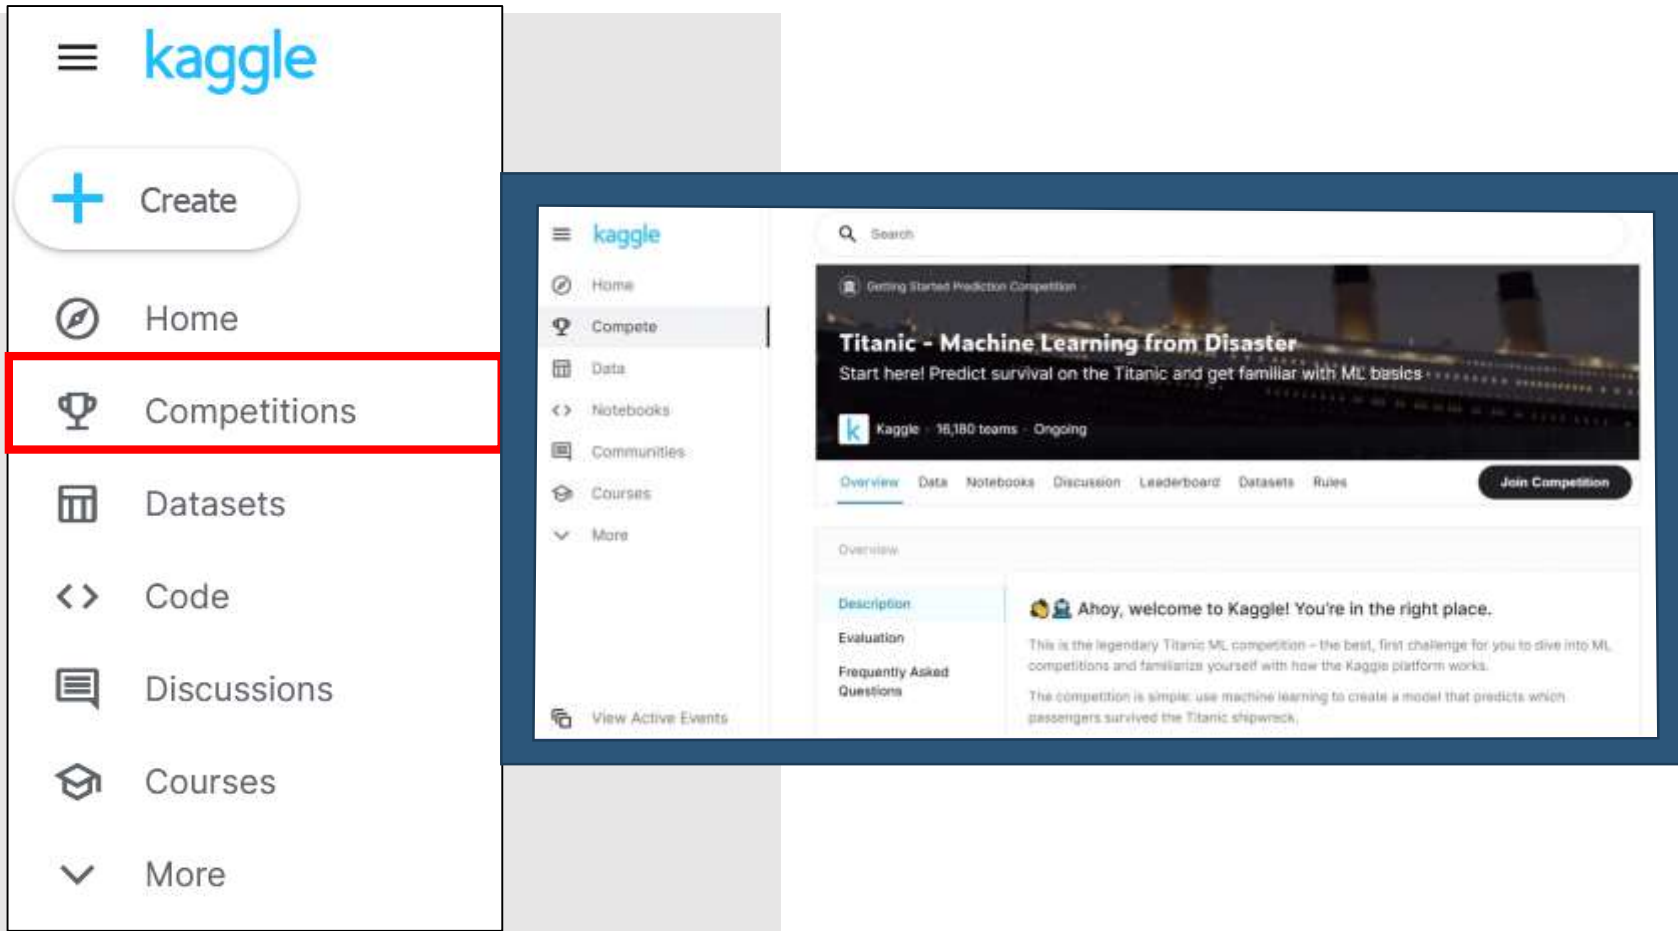 kaggle
Create
Home
Competitions
Datasets
Code
Discussions
Courses
More
kaggle
Home
Compete
Data
Notebooks
Communities
Courses
More
View Active Events
Search
Getting Started Prediction Competition
Titanic - Machine Learning from Disaster
Start here! Predict survival on the Titanic and get familiar with ML basics
k Kaggle · 16,180 teams · Ongoing
Overview Data Notebooks Discussion Leaderboard Datasets Rules Join Competition
Overview
Description
Evaluation
Frequently Asked
Questions
Ahoy, welcome to Kaggle! You're in the right place.
This is the legendary Titanic ML competition – the best, first challenge for you to dive into ML
competitions and familiarize yourself with how the Kaggle platform works.
The competition is simple: use machine learning to create a model that predicts which
passengers survived the Titanic shipwreck.